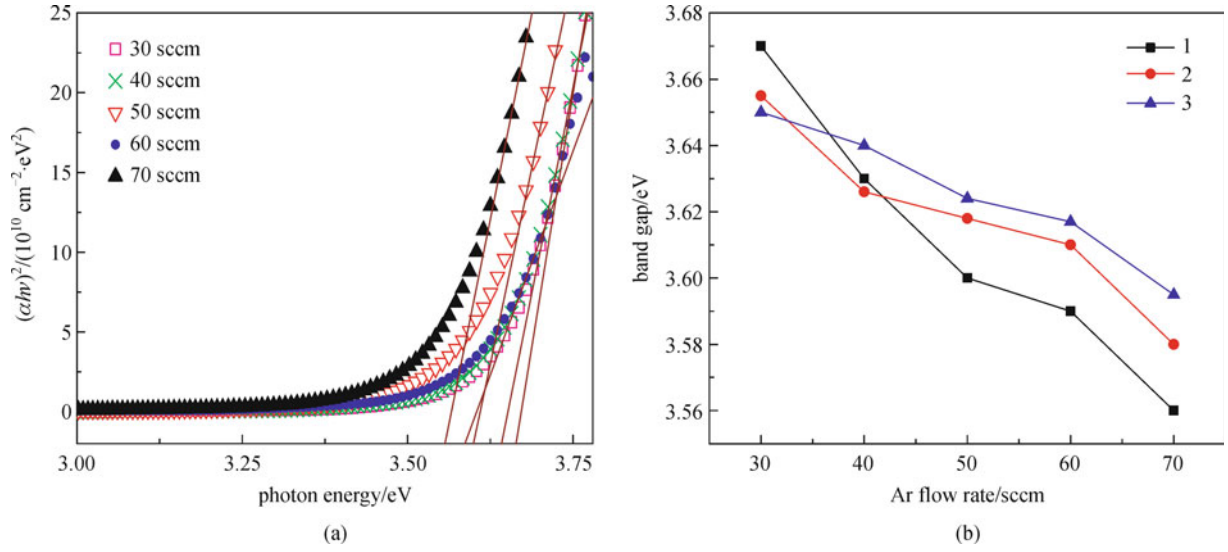 25
20
15
10
5
0
(αhν)²/(10¹⁰ cm⁻²·eV²)
30 sccm
40 sccm
50 sccm
60 sccm
70 sccm
3.00 3.25 3.50 3.75
photon energy/eV
(a)
3.68
3.66
3.64
3.62
3.60
3.58
3.56
band gap/eV
1
2
3
30 40 50 60 70
Ar flow rate/sccm
(b)